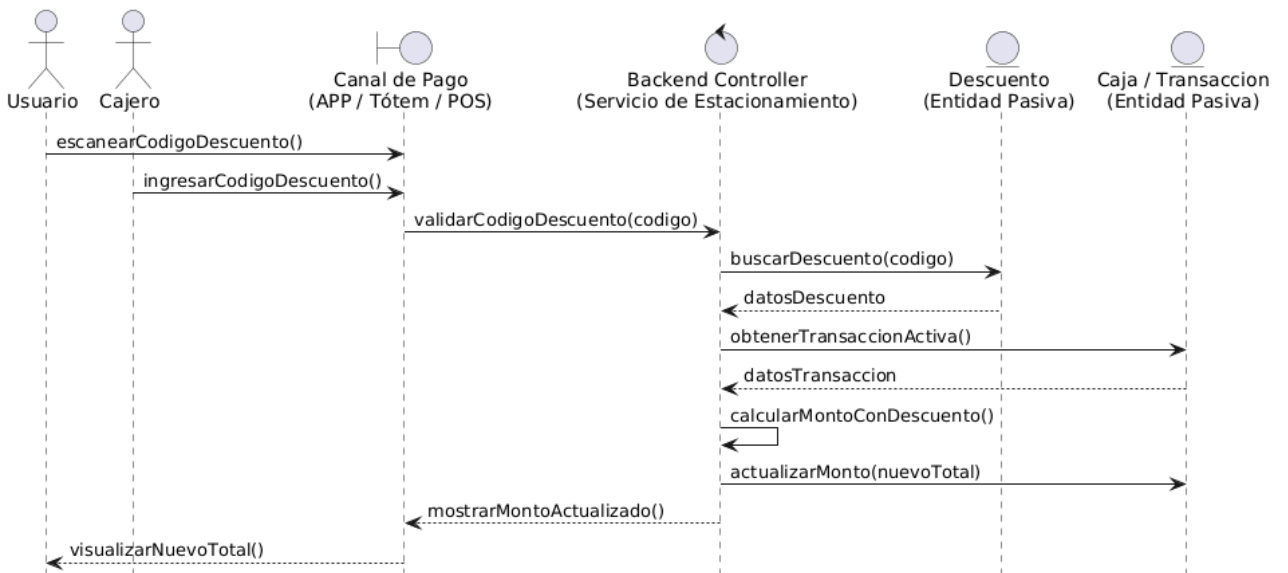 Usuario
Cajero
Canal de Pago
(APP / Tótem / POS)
Backend Controller
(Servicio de Estacionamiento)
Descuento
(Entidad Pasiva)
Caja / Transaccion
(Entidad Pasiva)
escanearCodigoDescuento()
ingresarCodigoDescuento()
validarCodigoDescuento(codigo)
buscarDescuento(codigo)
datosDescuento
obtenerTransaccionActiva()
datosTransaccion
calcularMontoConDescuento()
actualizarMonto(nuevoTotal)
mostrarMontoActualizado()
visualizarNuevoTotal()